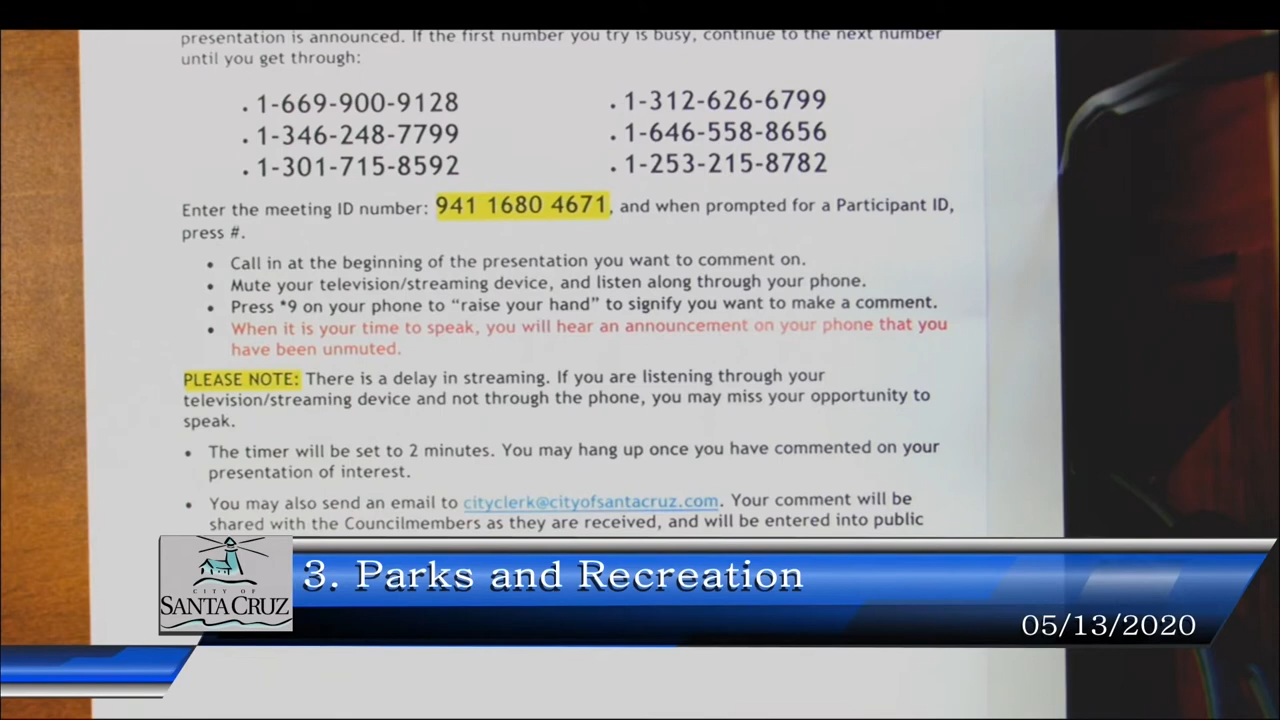 presentation is announced. If the first number you try is busy, continue to the next number
until you get through:
. 1-669-900-9128
. 1-346-248-7799
. 1-301-715-8592
. 1-312-626-6799
. 1-646-558-8656
. 1-253-215-8782
Enter the meeting ID number: 941 1680 4671, and when prompted for a Participant ID,
press #.
• Call in at the beginning of the presentation you want to comment on.
• Mute your television/streaming device, and listen along through your phone.
• Press *9 on your phone to “raise your hand” to signify you want to make a comment.
• When it is your time to speak, you will hear an announcement on your phone that you
have been unmuted.
PLEASE NOTE: There is a delay in streaming. If you are listening through your
television/streaming device and not through the phone, you may miss your opportunity to
speak.
• The timer will be set to 2 minutes. You may hang up once you have commented on your
presentation of interest.
• You may also send an email to cityclerk@cityofsantacruz.com. Your comment will be
shared with the Councilmembers as they are received, and will be entered into public
CITY OF
SANTA CRUZ
3. Parks and Recreation
05/13/2020